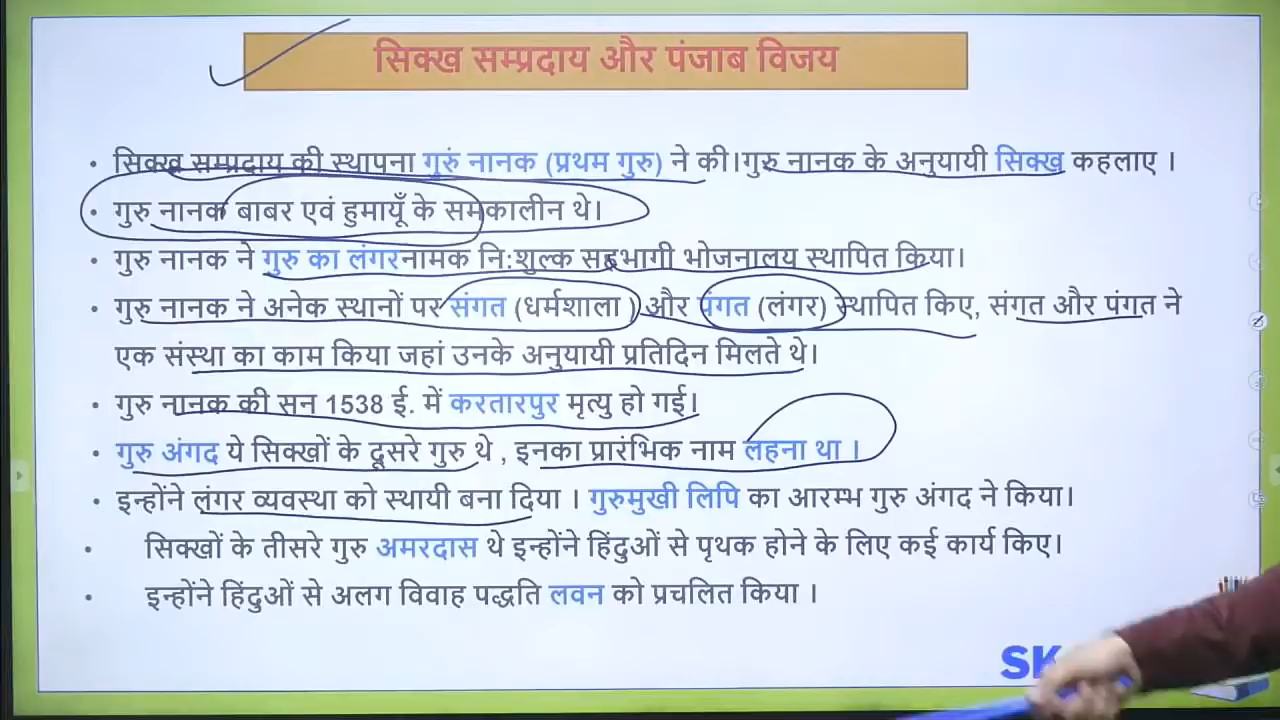 सिक्ख सम्प्रदाय और पंजाब विजय
• सिक्ख सम्प्रदाय की स्थापना गुरुं नानक (प्रथम गुरु) ने की।गुरु नानक के अनुयायी सिक्ख कहलाए ।
• गुरु नानक बाबर एवं हुमायूँ के समकालीन थे।
• गुरु नानक ने गुरु का लंगरनामक नि:शुल्क सहभागी भोजनालय स्थापित किया।
• गुरु नानक ने अनेक स्थानों पर संगत (धर्मशाला ) और पंगत (लंगर) स्थापित किए, संगत और पंगत ने
एक संस्था का काम किया जहां उनके अनुयायी प्रतिदिन मिलते थे।
• गुरु नानक की सन 1538 ई. में करतारपुर मृत्यु हो गई।
• गुरु अंगद ये सिक्खों के दूसरे गुरु थे , इनका प्रारंभिक नाम लहना था ।
• इन्होंने लंगर व्यवस्था को स्थायी बना दिया । गुरुमुखी लिपि का आरम्भ गुरु अंगद ने किया।
• सिक्खों के तीसरे गुरु अमरदास थे इन्होंने हिंदुओं से पृथक होने के लिए कई कार्य किए।
• इन्होंने हिंदुओं से अलग विवाह पद्धति लवन को प्रचलित किया ।
SK